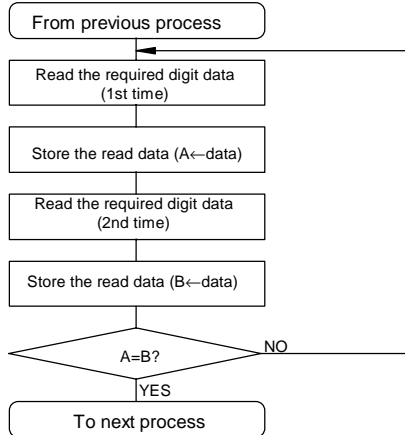 From previous process
Read the required digit data
(1st time)
Store the read data (A←data)
Read the required digit data
(2nd time)
Store the read data (B←data)
A=B?
NO
YES
To next process